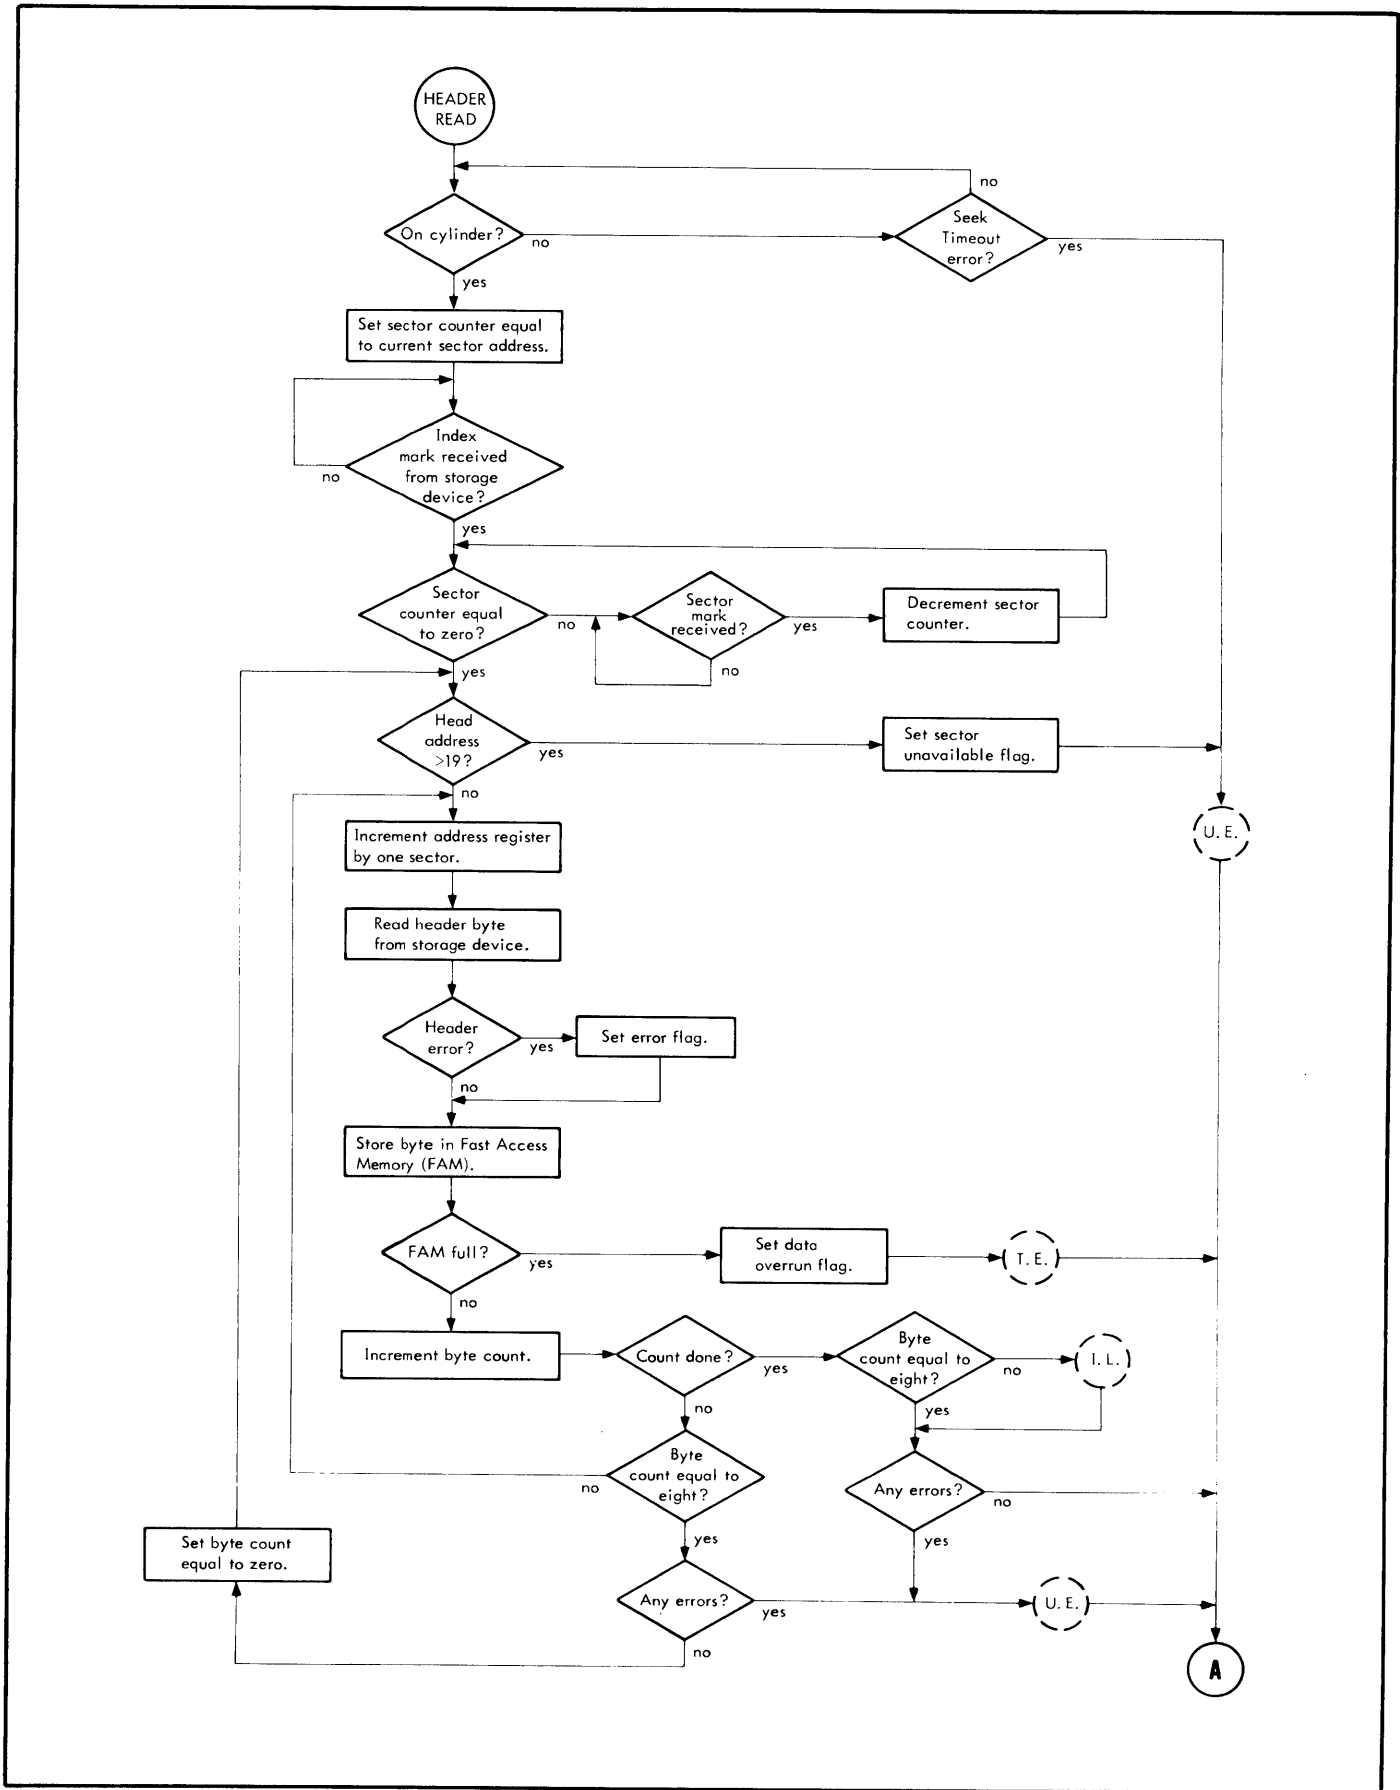 HEADER
READ
no
On cylinder?
no
Seek
Timeout
error?
yes
yes
Set sector counter equal
to current sector address.
Index
mark received
from storage
device?
no
yes
Sector
counter equal
to zero?
no
Sector
mark
received?
yes
Decrement sector
counter.
no
yes
Head
address
>19?
yes
Set sector
unavailable flag.
no
U.E.
Increment address register
by one sector.
Read header byte
from storage device.
Header
error?
yes
Set error flag.
no
Store byte in Fast Access
Memory (FAM).
FAM full?
yes
Set data
overrun flag.
T.E.
no
Increment byte count.
Count done?
yes
Byte
count equal to
eight?
no
I.L.
no
yes
Byte
count equal to
eight?
no
Any errors?
no
yes
yes
Set byte count
equal to zero.
Any errors?
yes
U.E.
no
A